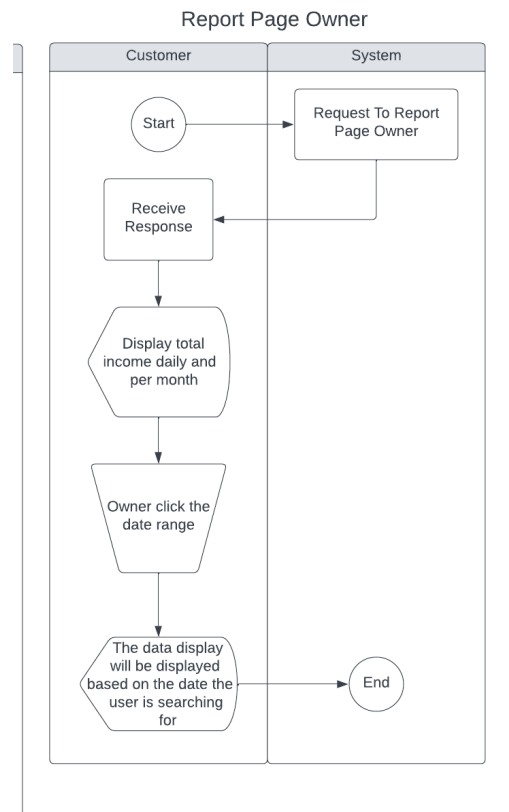 Report Page Owner
Customer
System
Start
Request To Report
Page Owner
Receive
Response
Display total
income daily and
per month
Owner click the
date range
The data display
will be displayed
based on the date the
user is searching
for
End